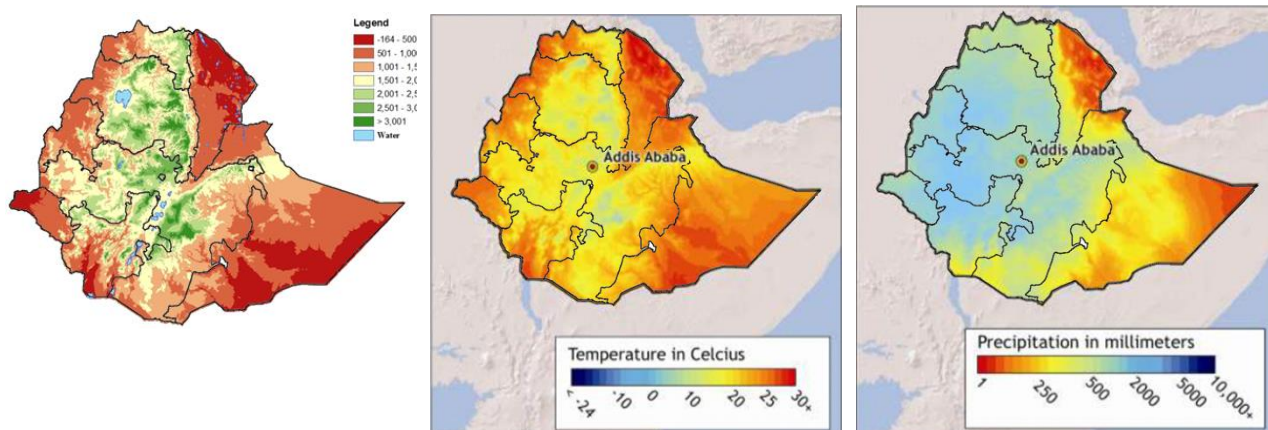 Legend
-164 - 500
501 - 1,00
1,001 - 1,5
1,501 - 2,0
2,001 - 2,5
2,501 - 3,0
> 3,001
Water
Addis Ababa
Temperature in Celcius
< -24
-10
0
10
20
25
30+
Addis Ababa
Precipitation in millimeters
1
250
500
2000
5000
10,000+